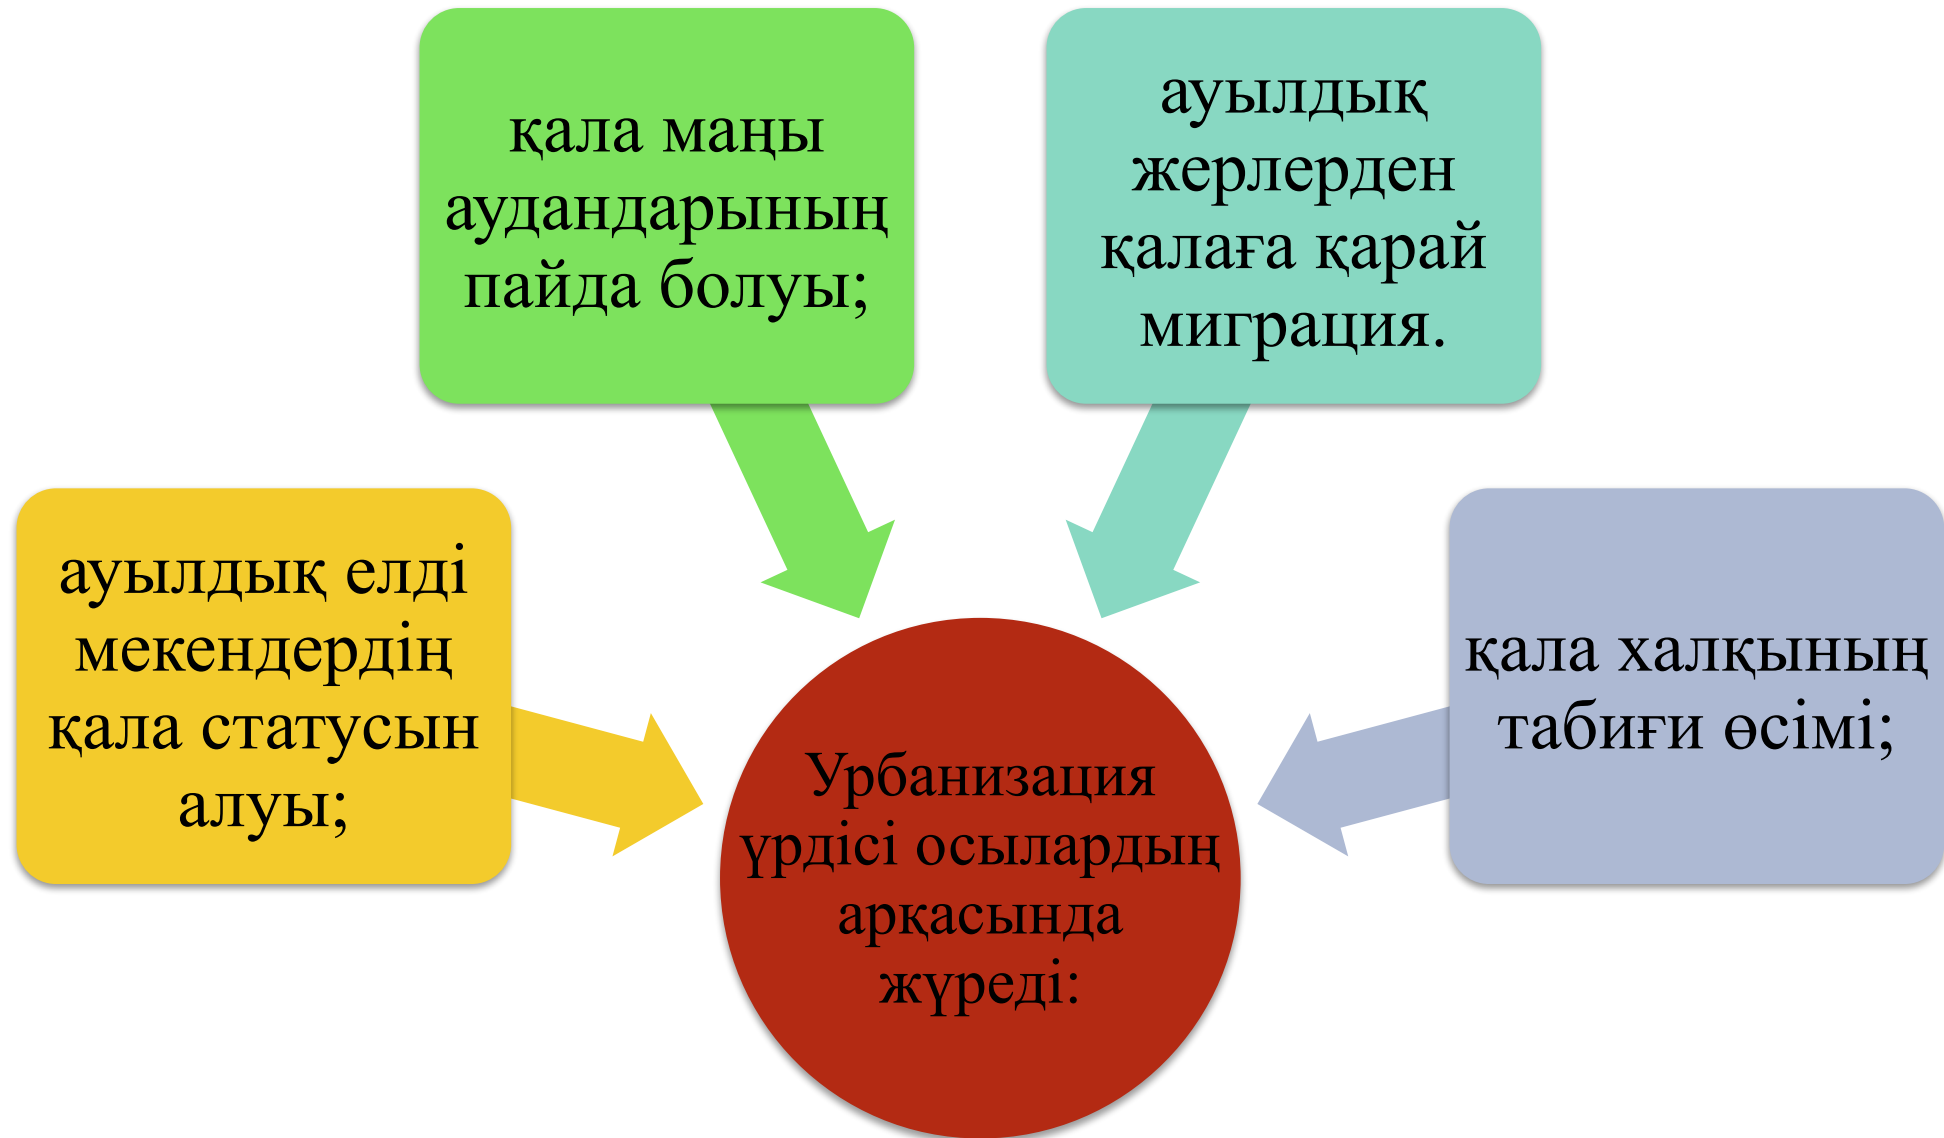 қала маңы
аудандарының
пайда болуы;
ауылдық
жерлерден
қалаға қарай
миграция.
ауылдық елді
мекендердің
қала статусын
алуы;
қала халқының
табиғи өсімі;
Урбанизация
үрдісі осылардың
арқасында
жүреді: